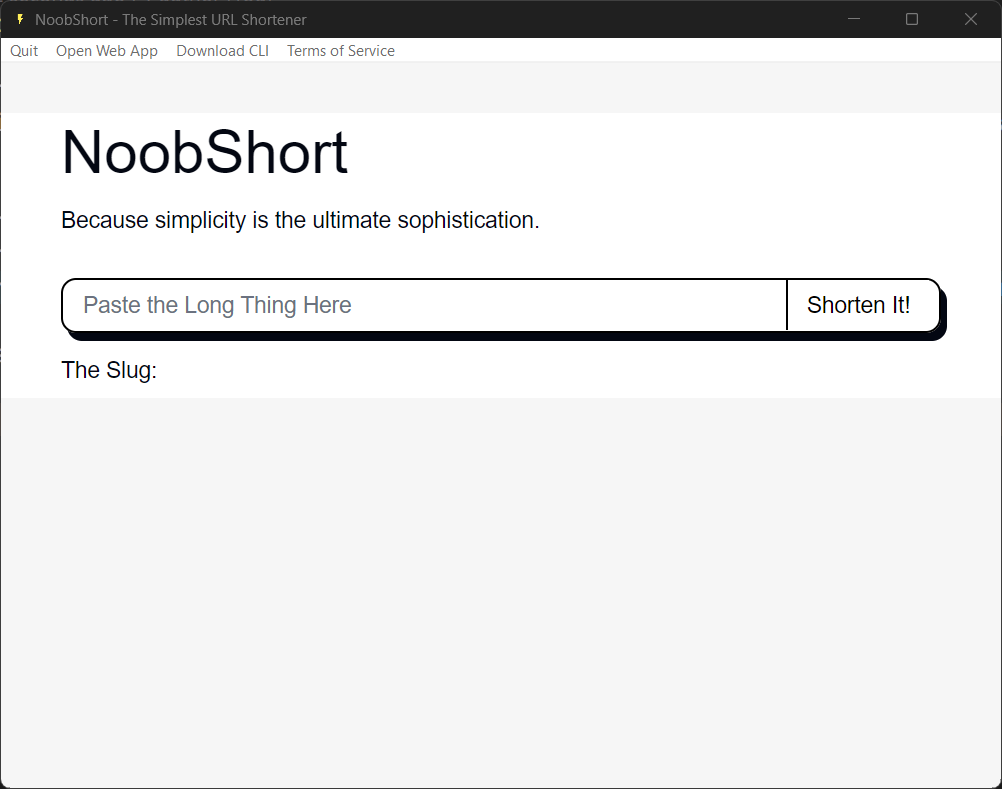 NoobShort - The Simplest URL Shortener
Quit Open Web App Download CLI Terms of Service
NoobShort
Because simplicity is the ultimate sophistication.
Paste the Long Thing Here Shorten It!
The Slug: